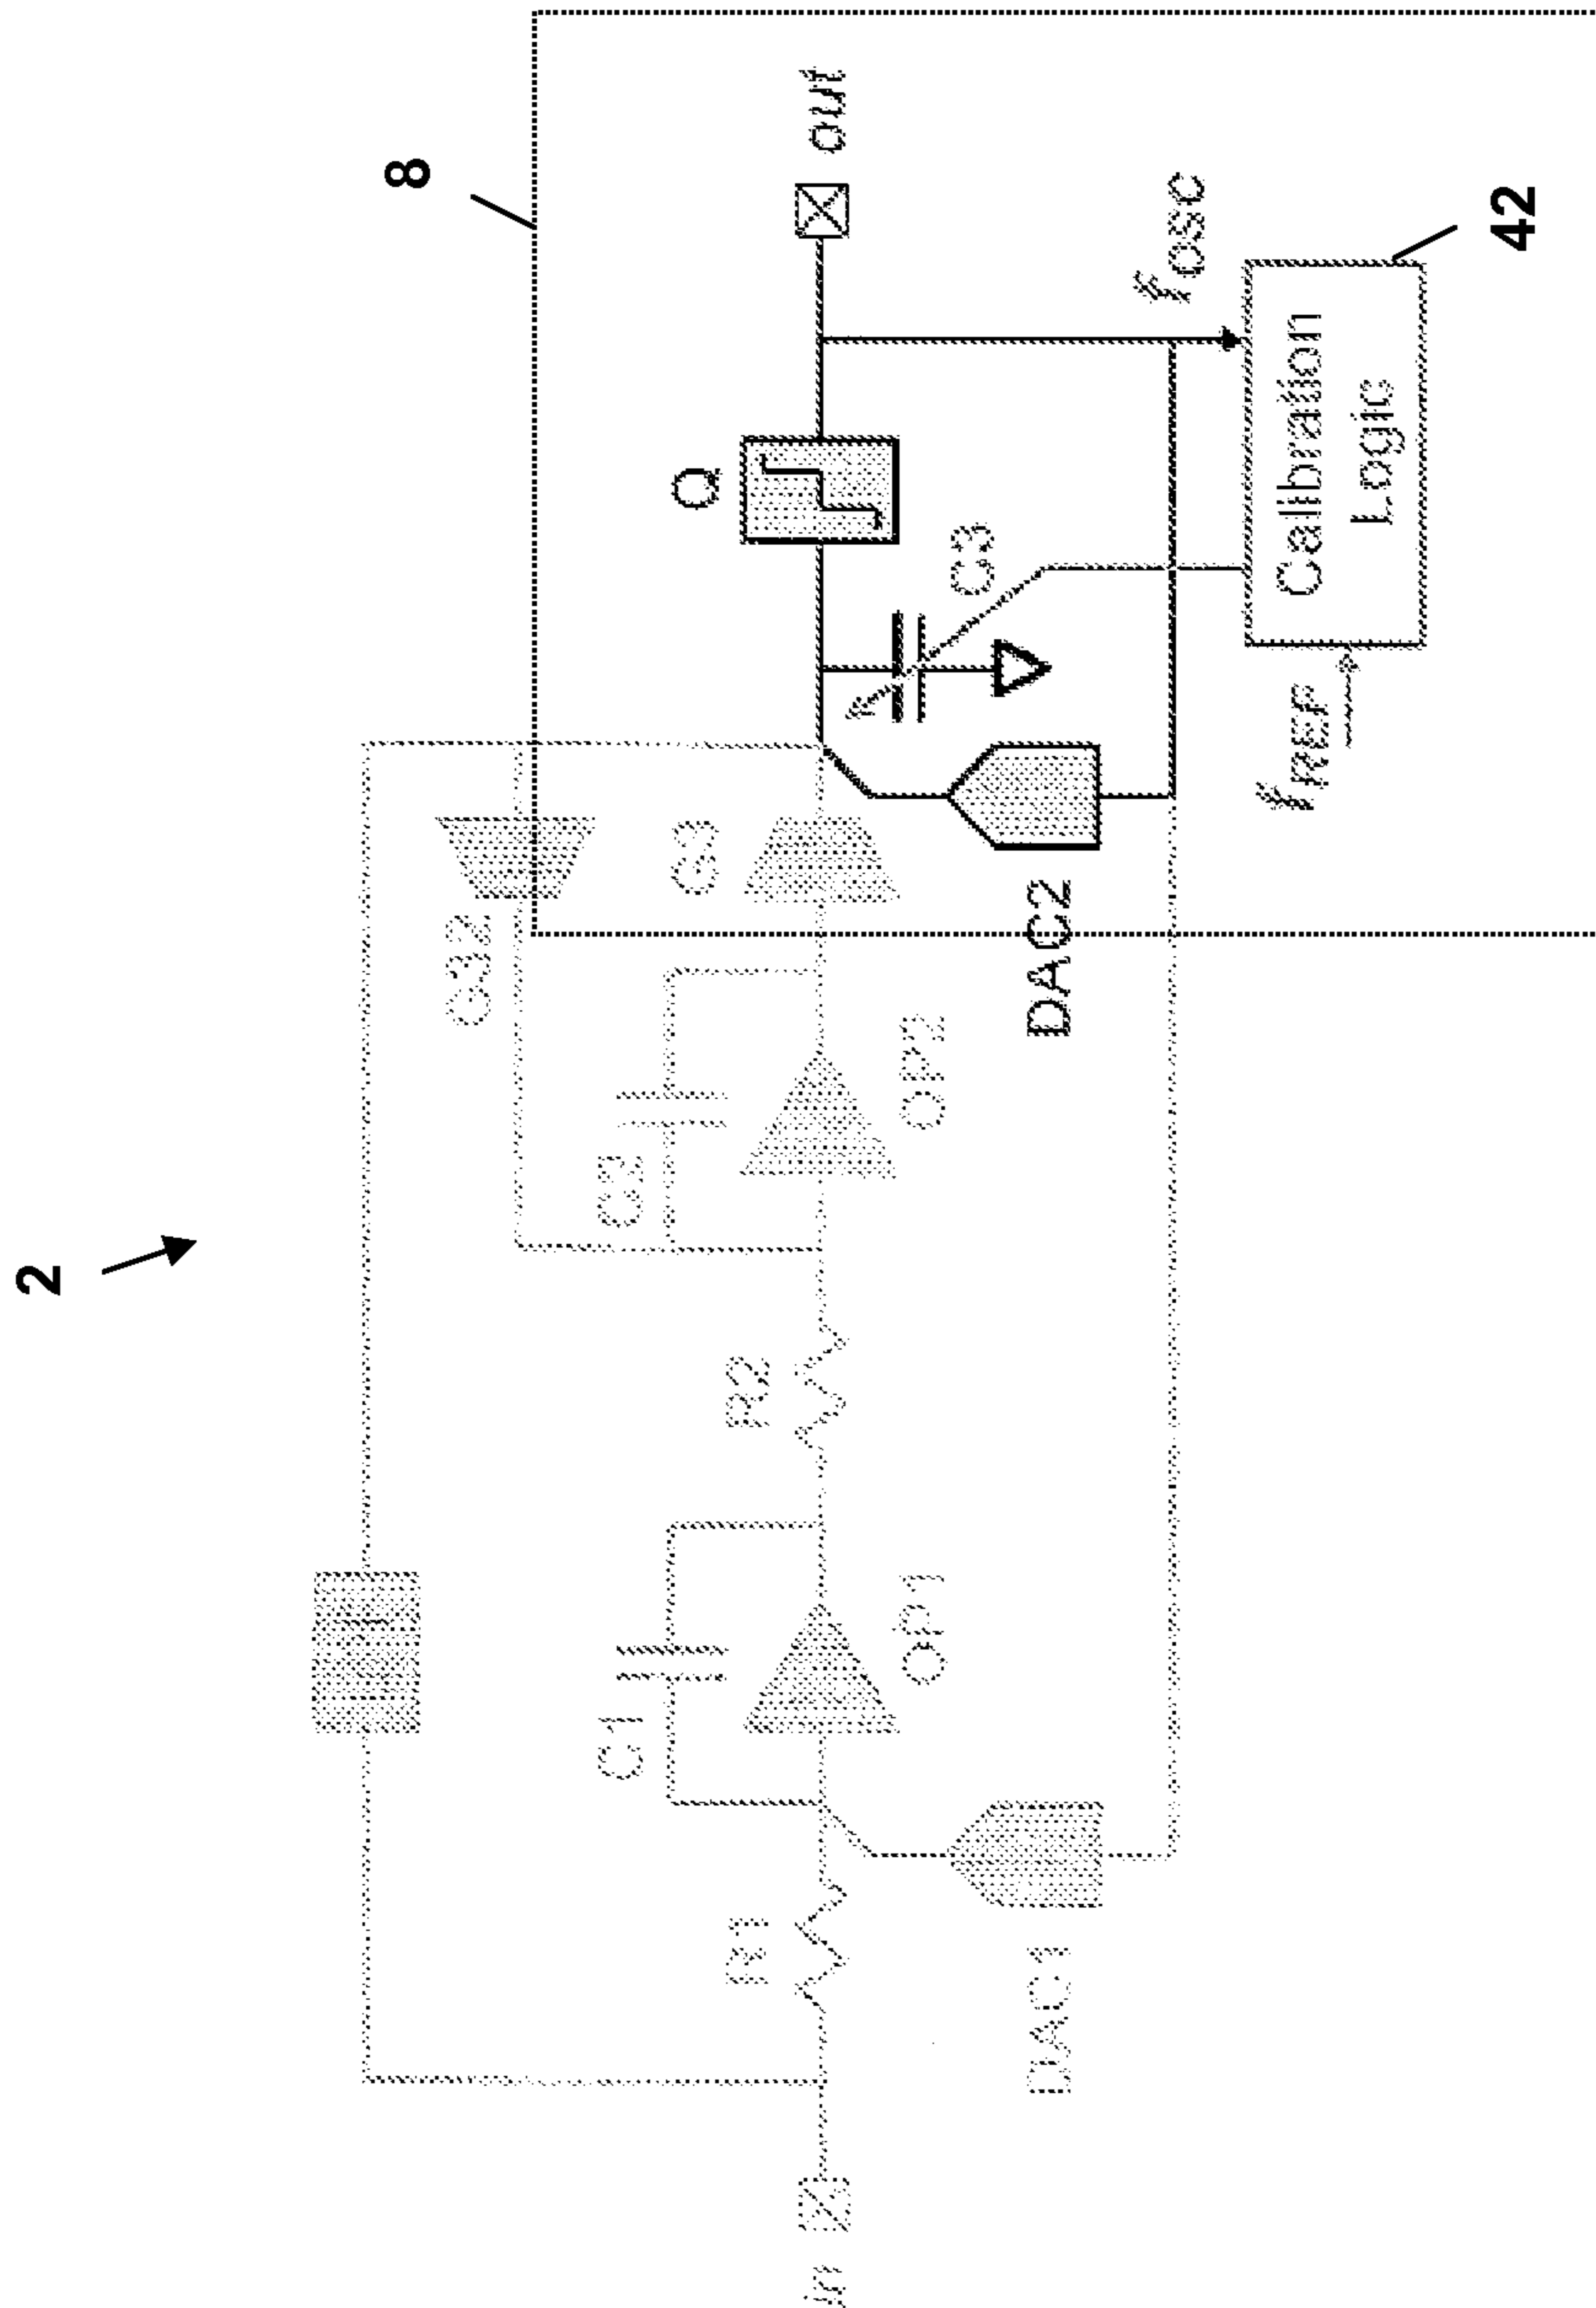 2
8
G32
C2
C1
Q
out
G3
R2
R1
in
OP2
OP1
C3
DAC2
DAC1
fosc
fREF
Calibration
Logic
42